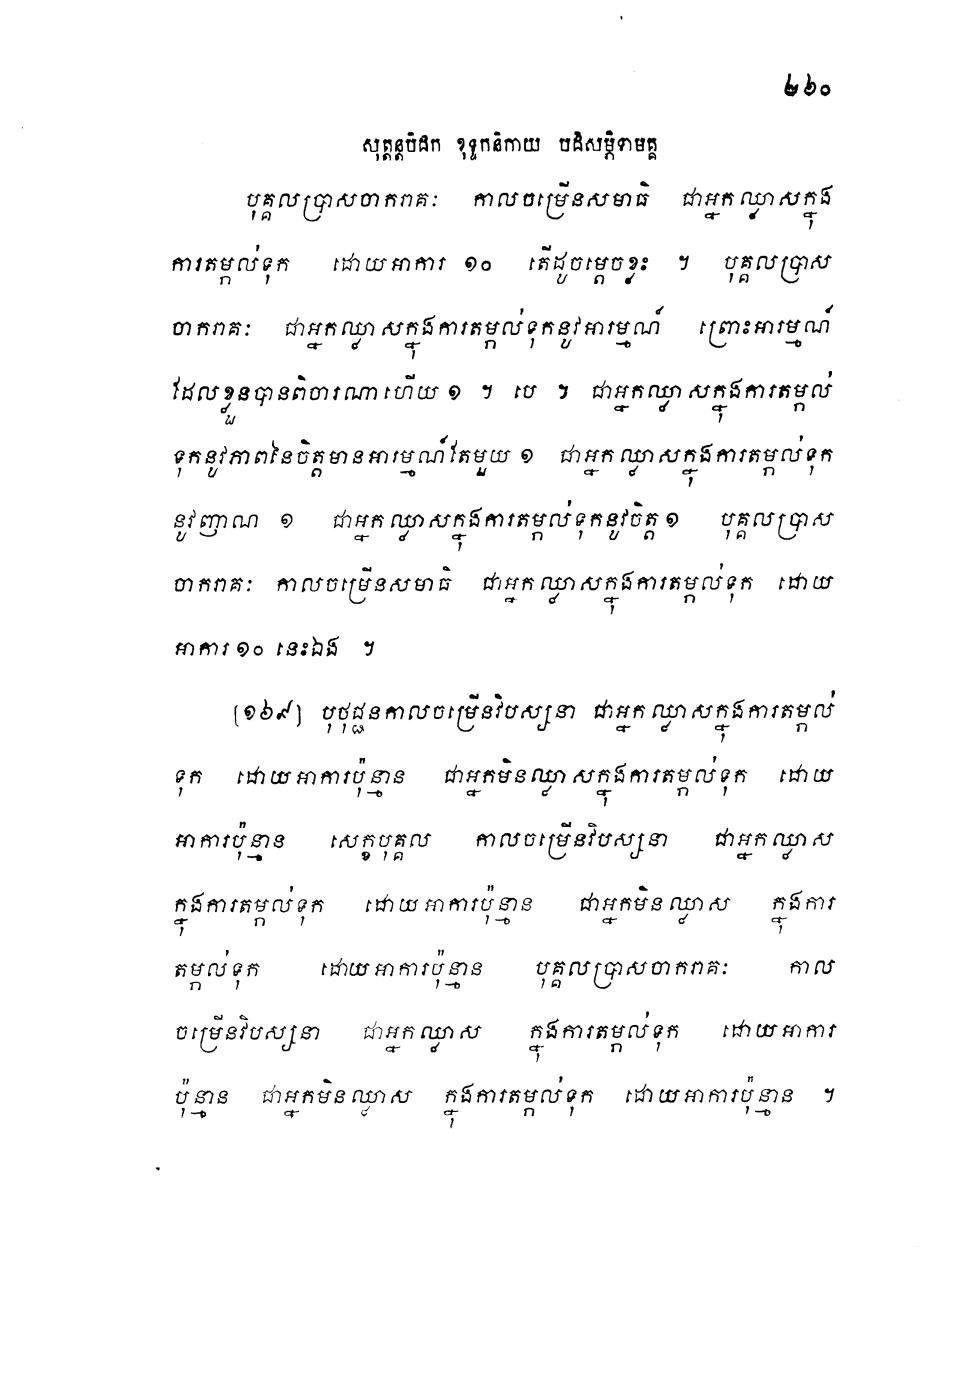 ២៦០
សុត្តន្តបិដក ខុទ្ទកនិកាយ បដិសម្ភិទាមគ្គ
បុគ្គលប្រាសចាករាគៈ កាលចម្រើនសមាធិ ជាអ្នកឈ្លាសក្នុង
ការតម្កល់ទុក ដោយអាការ ១០ តើដូចម្តេចខ្លះ ។ បុគ្គលប្រាស
ចាករាគៈ ជាអ្នកឈ្លាសក្នុងការតម្កល់ទុកនូវអារម្មណ៍ ព្រោះអារម្មណ៍
ដែលខ្លួនបានពិចារណាហើយ ១ ។ បេ ។ ជាអ្នកឈ្លាសក្នុងការតម្កល់
ទុកនូវភាពនៃចិត្តមានអារម្មណ៍តែមួយ ១ ជាអ្នកឈ្លាសក្នុងការតម្កល់ទុក
នូវញាណ ១ ជាអ្នកឈ្លាសក្នុងការតម្កល់ទុកនូវចិត្ត ១ បុគ្គលប្រាស
ចាករាគៈ កាលចម្រើនសមាធិ ជាអ្នកឈ្លាសក្នុងការតម្កល់ទុក ដោយ
អាការ ១០ នេះឯង ។
[១៦៩] បុថុជ្ជនកាលចម្រើនវិបស្សនា ជាអ្នកឈ្លាសក្នុងការតម្កល់
ទុក ដោយអាការប៉ុន្មាន ជាអ្នកមិនឈ្លាសក្នុងការតម្កល់ទុក ដោយ
អាការប៉ុន្មាន សេក្ខបុគ្គល កាលចម្រើនវិបស្សនា ជាអ្នកឈ្លាស
ក្នុងការតម្កល់ទុក ដោយអាការប៉ុន្មាន ជាអ្នកមិនឈ្លាស ក្នុងការ
តម្កល់ទុក ដោយអាការប៉ុន្មាន បុគ្គលប្រាសចាករាគៈ កាល
ចម្រើនវិបស្សនា ជាអ្នកឈ្លាស ក្នុងការតម្កល់ទុក ដោយអាការ
ប៉ុន្មាន ជាអ្នកមិនឈ្លាស ក្នុងការតម្កល់ទុក ដោយអាការប៉ុន្មាន ។